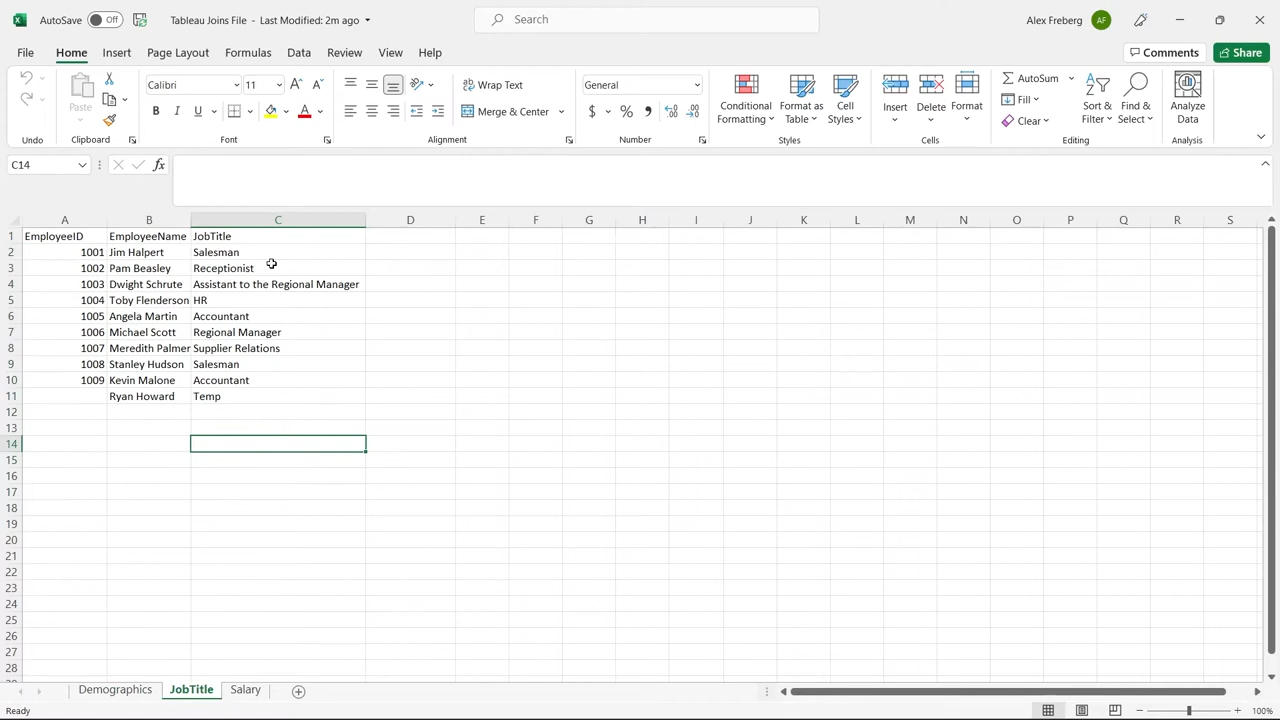 AutoSave Off Tableau Joins File - Last Modified: 2m ago Search Alex Freberg AF
File Home Insert Page Layout Formulas Data Review View Help Comments Share
Paste Calibri 11 A A Wrap Text General Conditional Formatting Format as Table Cell Styles Insert Delete Format AutoSum Sort & Filter Find & Select Analyze Data
B I U A Merge & Center $ % Fill
Clear
Undo Clipboard Font Alignment Number Styles Cells Editing Analysis
C14 fx
A B C D E F G H I J K L M N O P Q R S
1 EmployeeID EmployeeName JobTitle
2 1001 Jim Halpert Salesman
3 1002 Pam Beasley Receptionist
4 1003 Dwight Schrute Assistant to the Regional Manager
5 1004 Toby Flenderson HR
6 1005 Angela Martin Accountant
7 1006 Michael Scott Regional Manager
8 1007 Meredith Palmer Supplier Relations
9 1008 Stanley Hudson Salesman
10 1009 Kevin Malone Accountant
11 Ryan Howard Temp
12
13
14
15
16
17
18
19
20
21
22
23
24
25
26
27
28
Demographics JobTitle Salary
Ready 100%